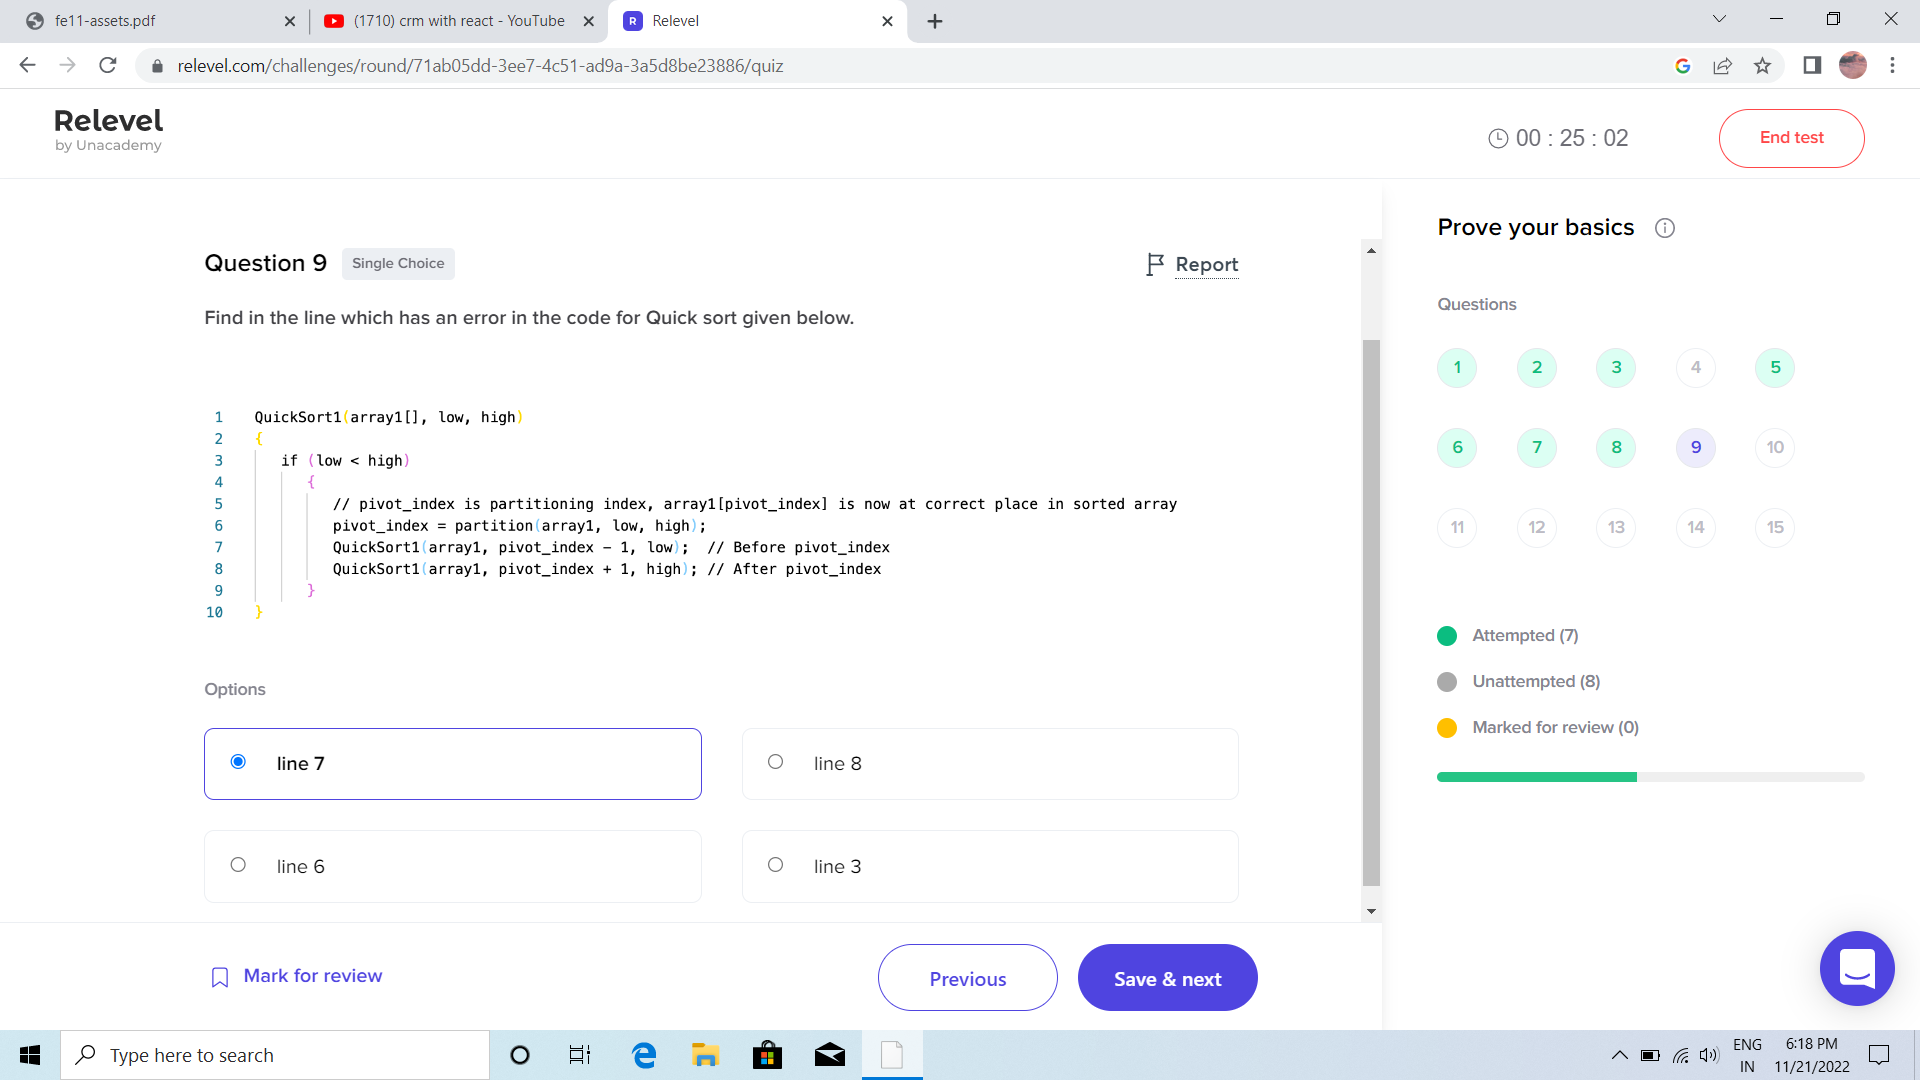 fe11-assets.pdf
(1710) crm with react - YouTube
Relevel
relevel.com/challenges/round/71ab05dd-3ee7-4c51-ad9a-3a5d8be23886/quiz
Relevel
by Unacademy
00 : 25 : 02
End test
Question 9
Single Choice
Report
Find in the line which has an error in the code for Quick sort given below.
1 QuickSort1(array1[], low, high)
2 {
3 if (low < high)
4 {
5 // pivot_index is partitioning index, array1[pivot_index] is now at correct place in sorted array
6 pivot_index = partition(array1, low, high);
7 QuickSort1(array1, pivot_index - 1, low); // Before pivot_index
8 QuickSort1(array1, pivot_index + 1, high); // After pivot_index
9 }
10 }
Options
line 7
line 8
line 6
line 3
Mark for review
Previous
Save & next
Prove your basics
Questions
1 2 3 4 5
6 7 8 9 10
11 12 13 14 15
Attempted (7)
Unattempted (8)
Marked for review (0)
Type here to search
ENG
IN
6:18 PM
11/21/2022